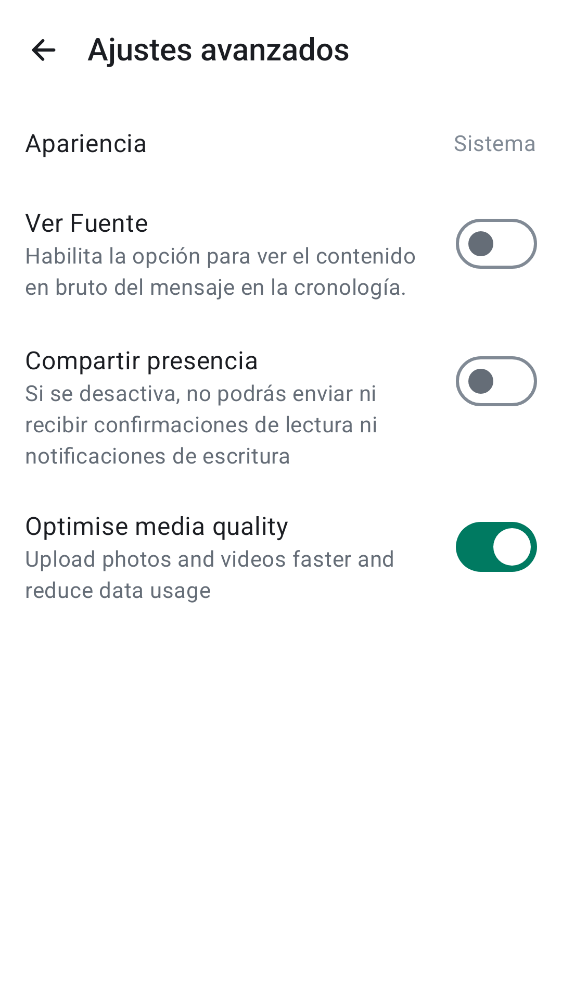 Ajustes avanzados
Apariencia
Sistema
Ver Fuente
Habilita la opción para ver el contenido
en bruto del mensaje en la cronología.
Compartir presencia
Si se desactiva, no podrás enviar ni
recibir confirmaciones de lectura ni
notificaciones de escritura
Optimise media quality
Upload photos and videos faster and
reduce data usage